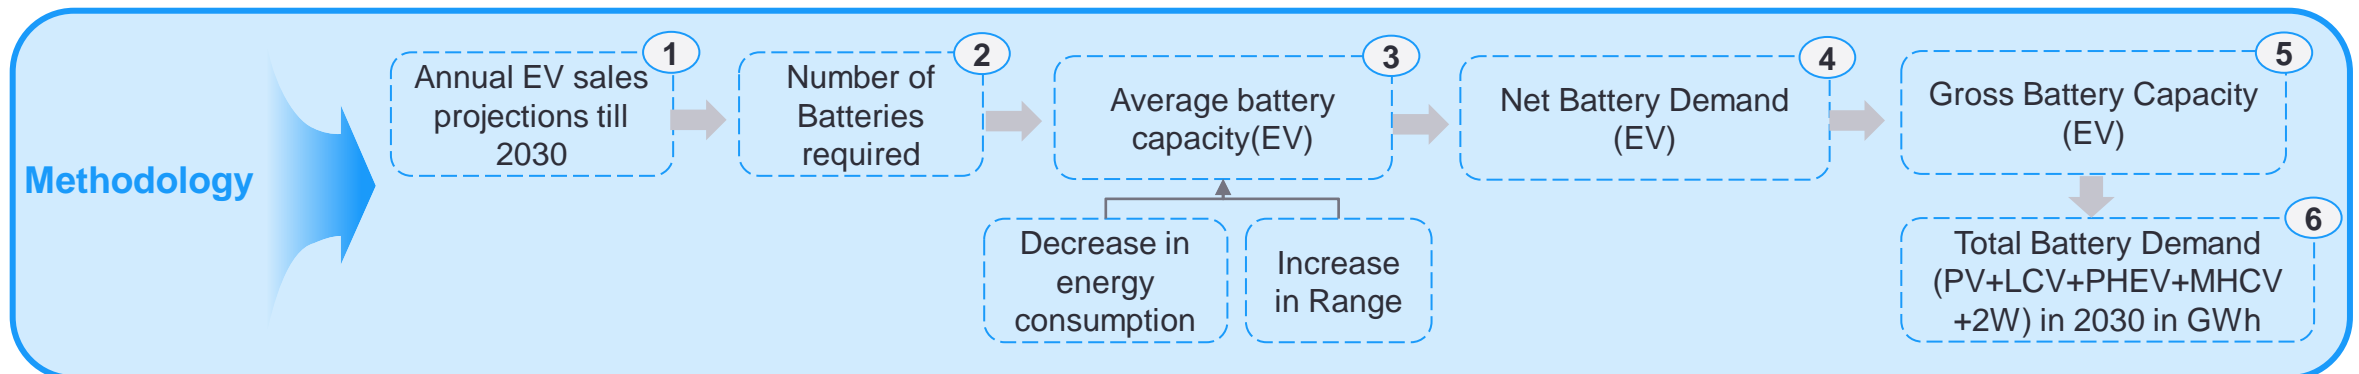 Methodology
1
Annual EV sales
projections till
2030
2
Number of
Batteries
required
3
Average battery
capacity(EV)
Decrease in
energy
consumption
Increase
in Range
4
Net Battery Demand
(EV)
5
Gross Battery Capacity
(EV)
6
Total Battery Demand
(PV+LCV+PHEV+MHCV
+2W) in 2030 in GWh